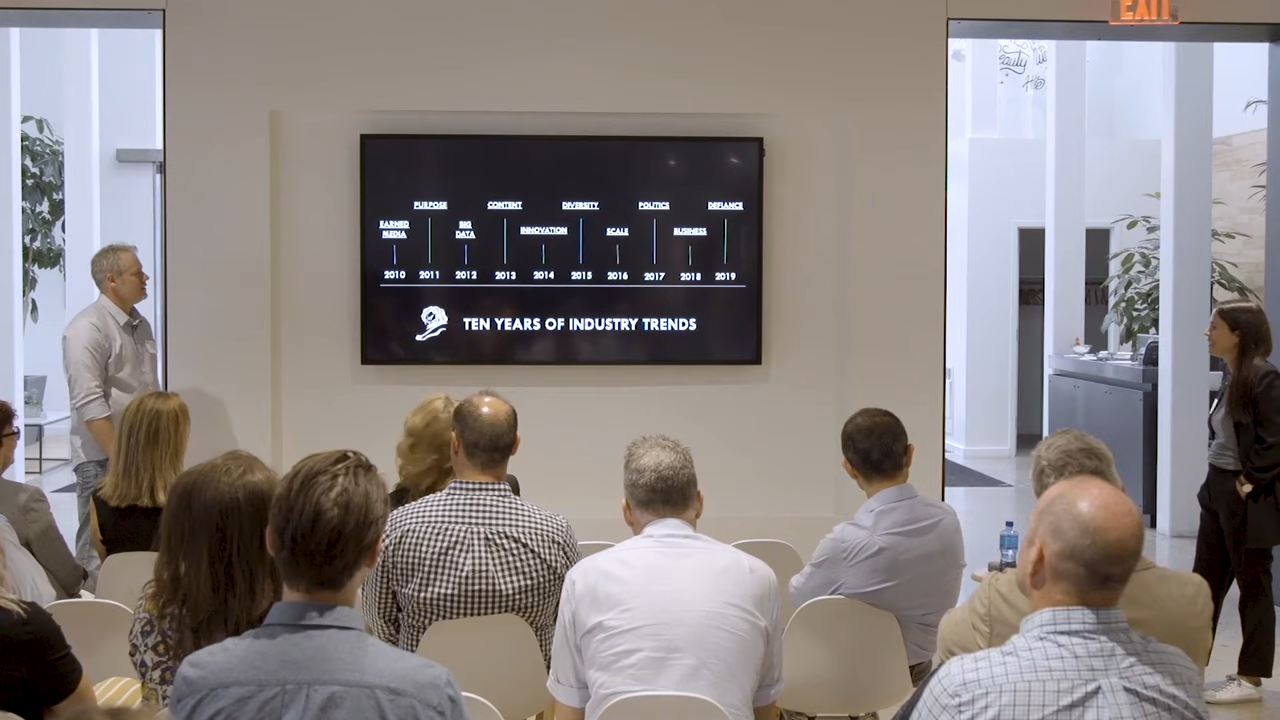 EXIT
eauty
PURPOSE
CONTENT
DIVERSITY
POLITICS
DEFIANCE
EARNED
MEDIA
BIG
DATA
INNOVATION
SCALE
BUSINESS
2010 2011 2012 2013 2014 2015 2016 2017 2018 2019
TEN YEARS OF INDUSTRY TRENDS